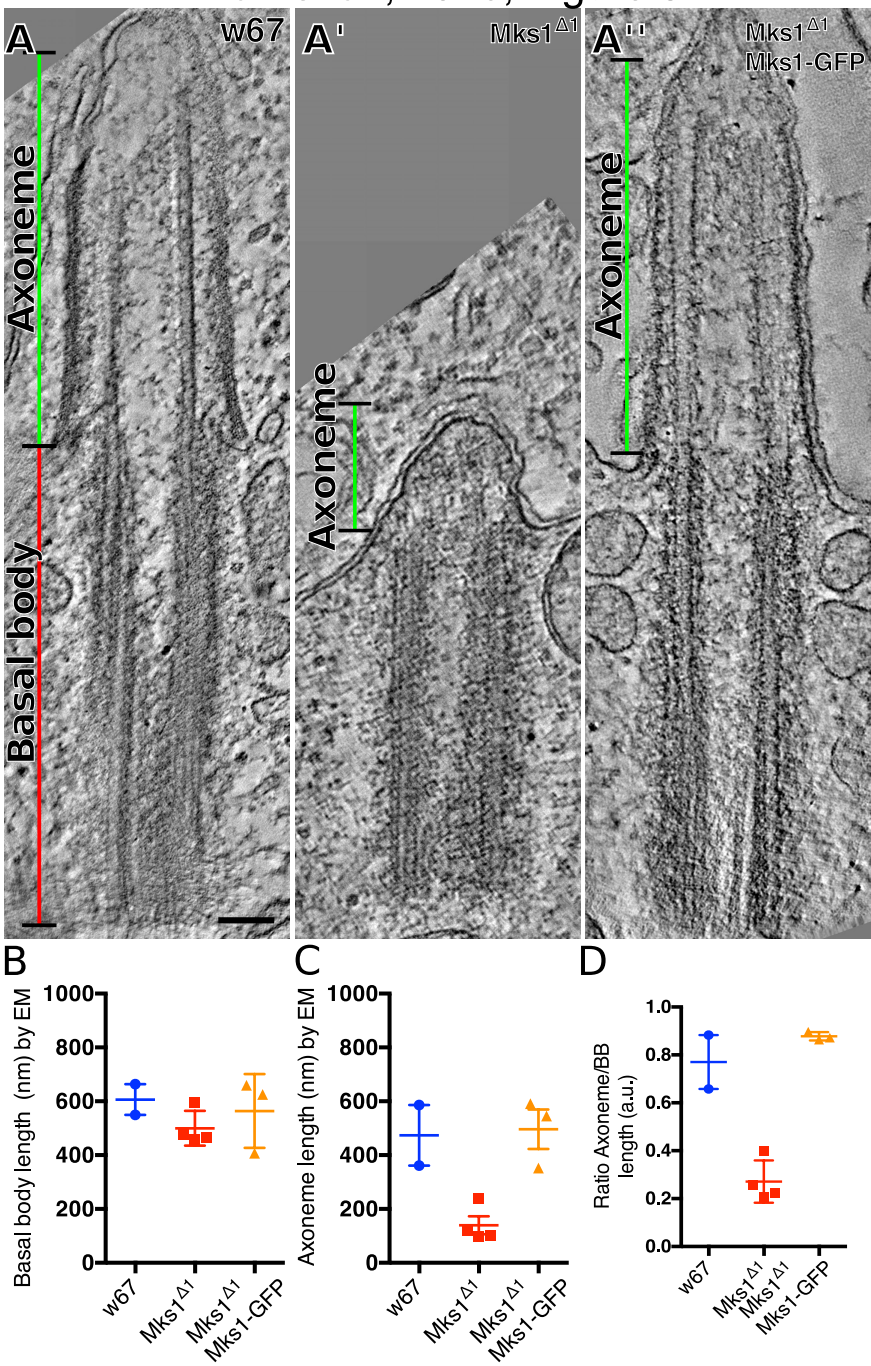 A
w67
Axoneme
Basal body
A'
Mks1Δ1
Axoneme
A''
Mks1Δ1
Mks1-GFP
Axoneme
B
Basal body length (nm) by EM
1000
800
600
400
200
0
w67
Mks1Δ1
Mks1Δ1
Mks1-GFP
C
Axoneme length (nm) by EM
1000
800
600
400
200
0
w67
Mks1Δ1
Mks1Δ1
Mks1-GFP
D
Ratio Axoneme/BB
length (a.u.)
1.0
0.8
0.6
0.4
0.2
0.0
w67
Mks1Δ1
Mks1Δ1
Mks1-GFP